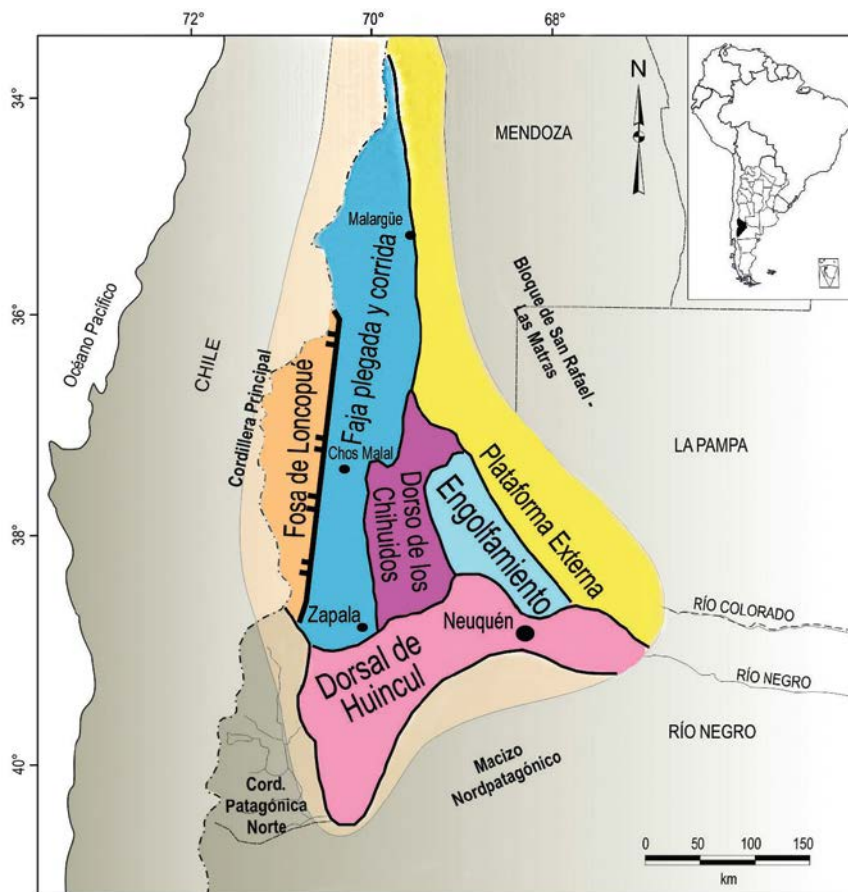 72°
70°
68°
34°
36°
38°
40°
N
MENDOZA
Malargüe
Océano Pacífico
CHILE
Cordillera Principal
Fosa de Loncopué
Faja plegada y corrida
Bloque de San Rafael -
Las Matras
LA PAMPA
Chos Malal
Dorso de los
Chihuidos
Engolfamiento
Plataforma Externa
Zapala
Neuquén
RÍO COLORADO
Dorsal de
Huincul
RÍO NEGRO
RÍO NEGRO
Macizo
Nordpatagónico
Cord.
Patagónica
Norte
0 50 100 150
km